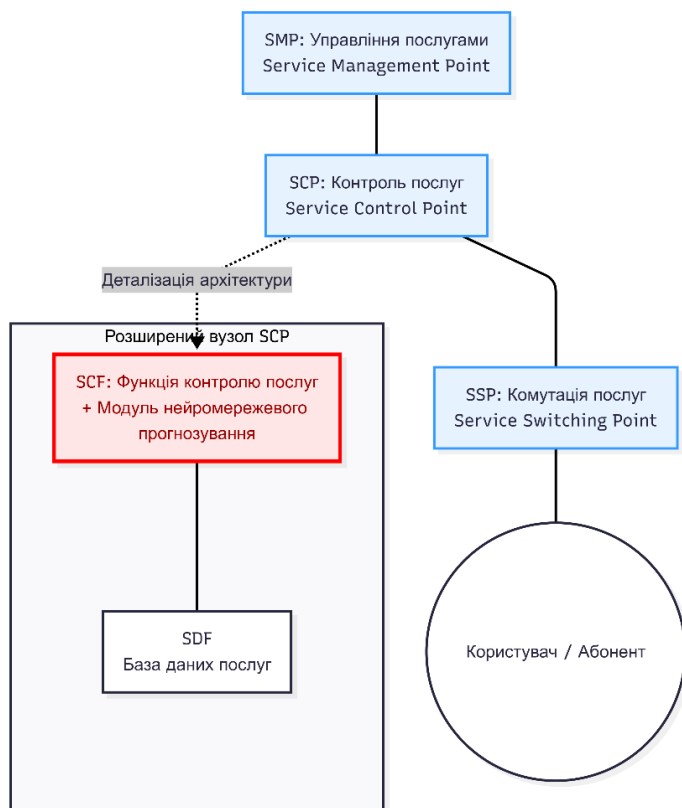 SMP: Управління послугами
Service Management Point
SCP: Контроль послуг
Service Control Point
Деталізація архітектури
Розширений вузол SCP
SCF: Функція контролю послуг
+ Модуль нейромережевого
прогнозування
SSP: Комутація послуг
Service Switching Point
SDF
База даних послуг
Користувач / Абонент